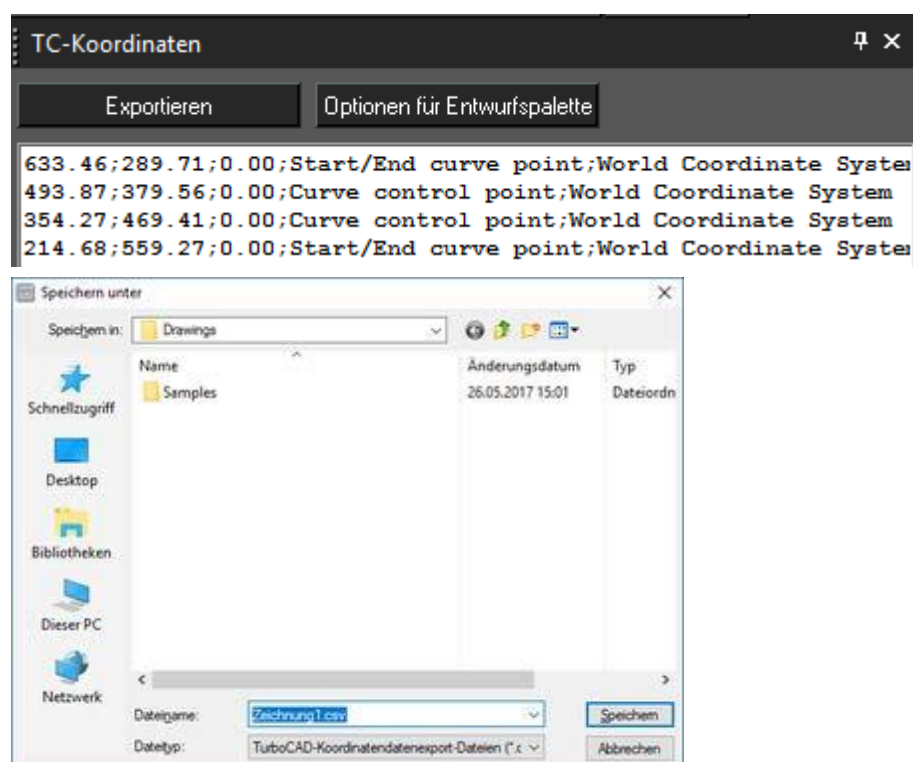 TC-Koordinaten
Exportieren Optionen für Entwurfspalette
633.46;289.71;0.00;Start/End curve point;World Coordinate System
493.87;379.56;0.00;Curve control point;World Coordinate System
354.27;469.41;0.00;Curve control point;World Coordinate System
214.68;559.27;0.00;Start/End curve point;World Coordinate System
Speichern unter
Speichern in: Drawings
Name Änderungsdatum Typ
Samples 26.05.2017 15:01 Dateiordn
Schnellzugriff
Desktop
Bibliotheken
Dieser PC
Netzwerk
Dateiname: Zeichnung1.csv Speichern
Dateityp: TurboCAD-Koordinatendatenexport-Dateien (*.c Abbrechen